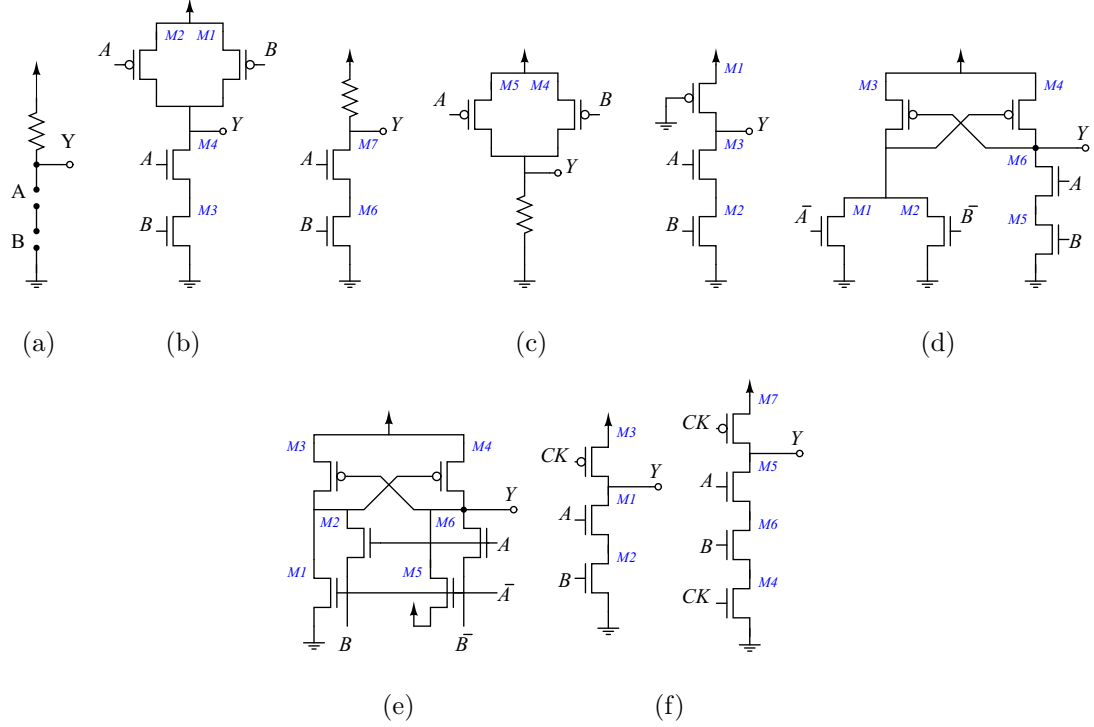 Y
A
B
(a)
M2 M1
A B
Y
M4
A
M3
B
(b)
Y
M7
A
M6
B
M5 M4
A B
Y
(c)
M1
Y
M3
A
M2
B
M3 M4
Y
M6
A
M1 M2 M5
A̅ B̅ B
(d)
M3 M4
Y
M2 M6
A
M1 M5
A̅
B B̅
(e)
M3
CK
Y
M1
A
M2
B
M7
CK
Y
M5
A
M6
B
M4
CK
(f)